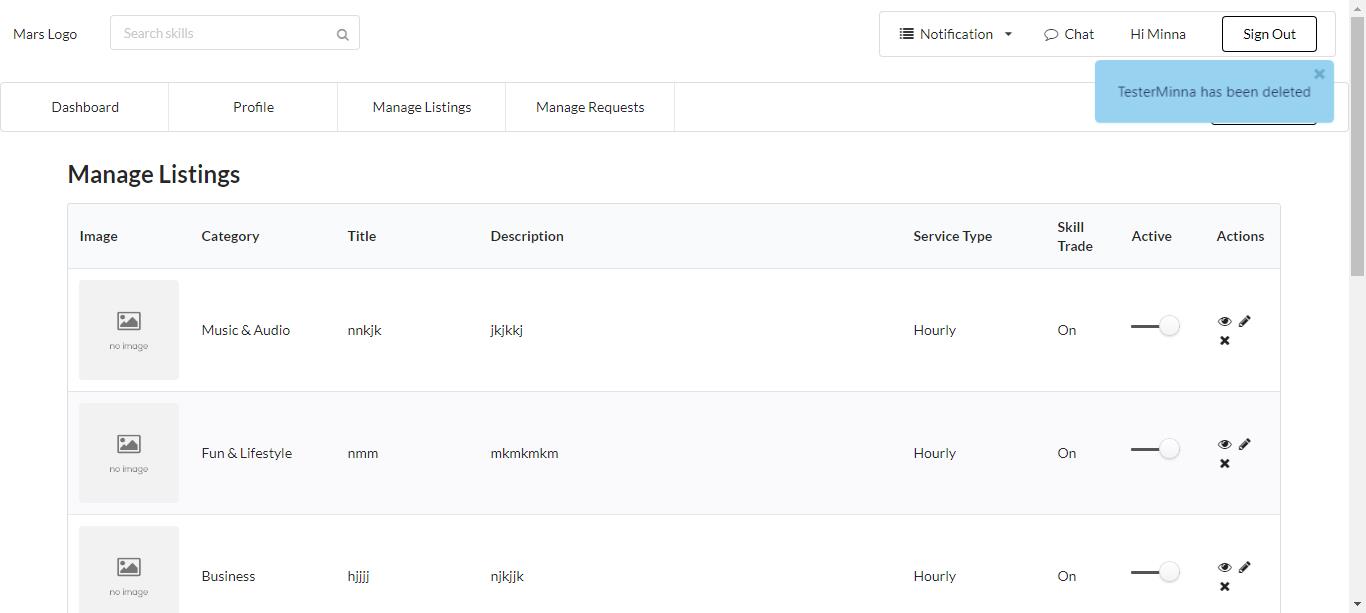 Mars Logo
Search skills
Notification Chat Hi Minna Sign Out
TesterMinna has been deleted
Dashboard Profile Manage Listings Manage Requests
Manage Listings
Image Category Title Description Service Type Skill Trade Active Actions
no image Music & Audio nnkjk jkjkkj Hourly On
no image Fun & Lifestyle nmm mkmkmkm Hourly On
no image Business hjjjj njkjjk Hourly On